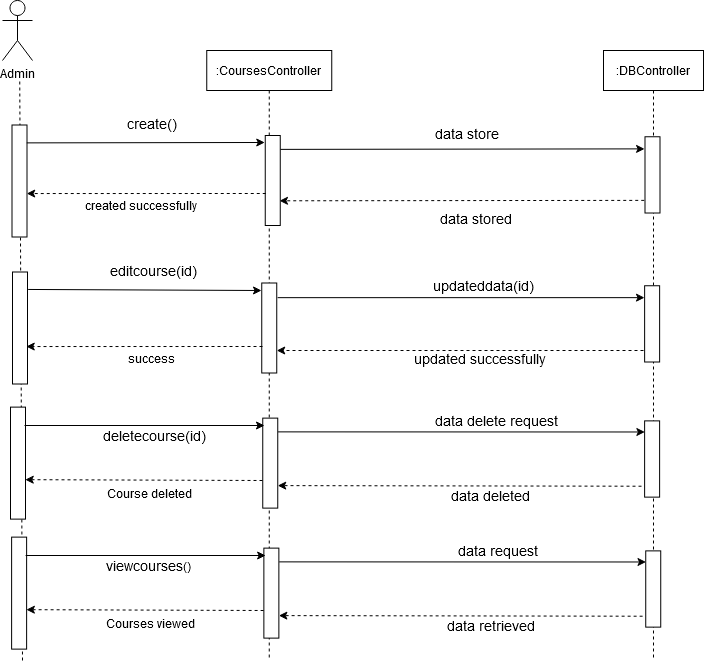 Admin
:CoursesController
:DBController
create()
data store
created successfully
data stored
editcourse(id)
updateddata(id)
success
updated successfully
data delete request
deletecourse(id)
Course deleted
data deleted
data request
viewcourses()
Courses viewed
data retrieved